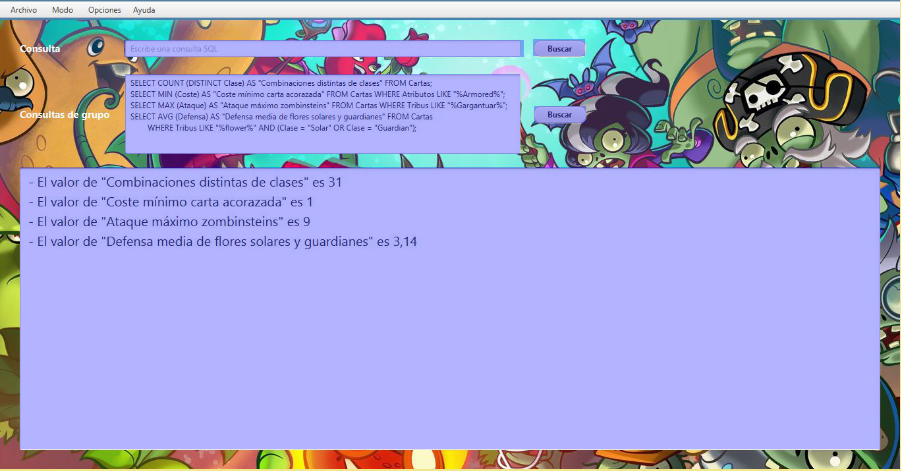 Archivo Modo Opciones Ayuda
Consulta Escribe una consulta SQL Buscar
Consultas de grupo
SELECT COUNT (DISTINCT Clase) AS "Combinaciones distintas de clases" FROM Cartas;
SELECT MIN (Coste) AS "Coste mínimo carta acorazada" FROM Cartas WHERE Atributos LIKE "%Armored%";
SELECT MAX (Ataque) AS "Ataque máximo zombinsteins" FROM Cartas WHERE Tribus LIKE "%Gargantuar%";
SELECT AVG (Defensa) AS "Defensa media de flores solares y guardianes" FROM Cartas
WHERE Tribus LIKE "%flower%" AND (Clase = "Solar" OR Clase = "Guardian");
Buscar
- El valor de "Combinaciones distintas de clases" es 31
- El valor de "Coste mínimo carta acorazada" es 1
- El valor de "Ataque máximo zombinsteins" es 9
- El valor de "Defensa media de flores solares y guardianes" es 3,14